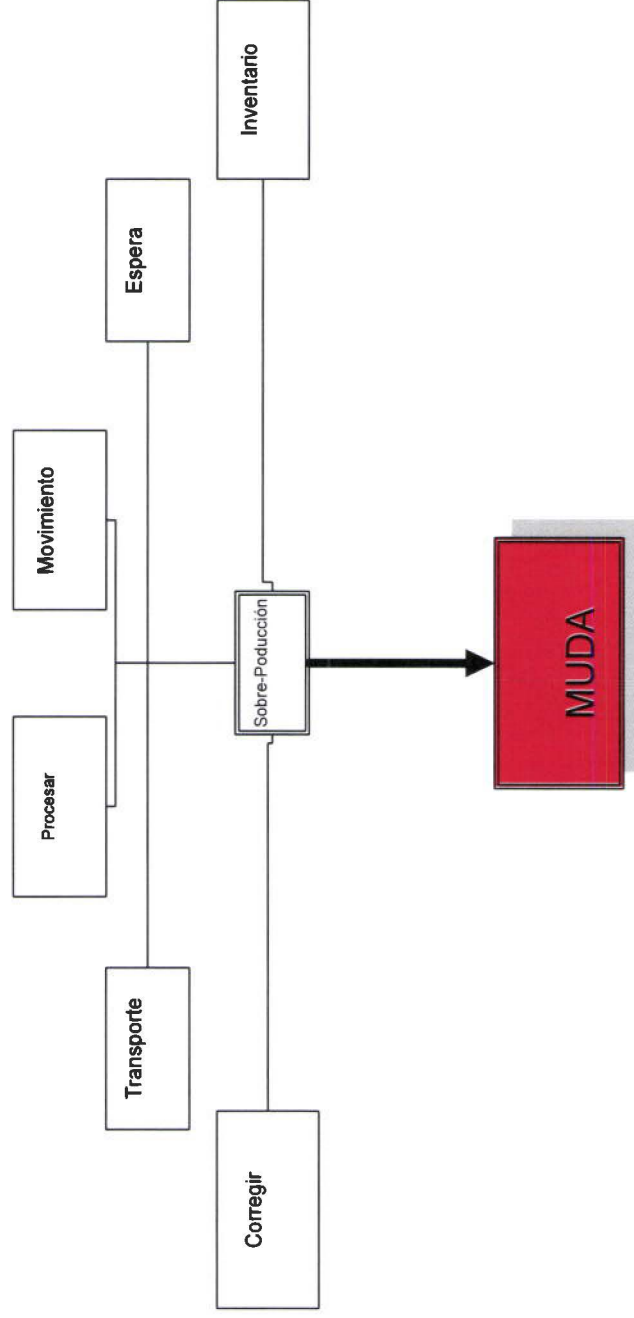 Procesar
Movimiento
Transporte
Espera
Corregir
Sobre-Poducción
Inventario
MUDA